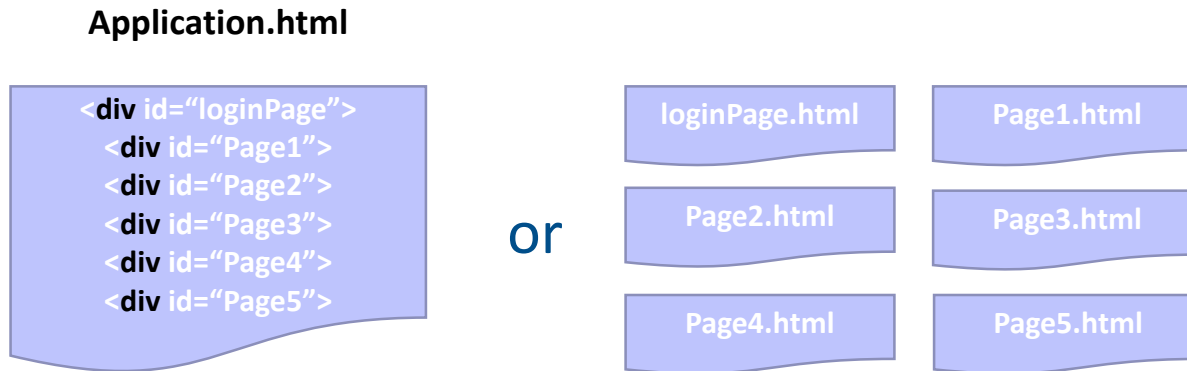 Application.html
<div id=“loginPage”>
<div id=“Page1”>
<div id=“Page2”>
<div id=“Page3”>
<div id=“Page4”>
<div id=“Page5”>
or
loginPage.html
Page1.html
Page2.html
Page3.html
Page4.html
Page5.html